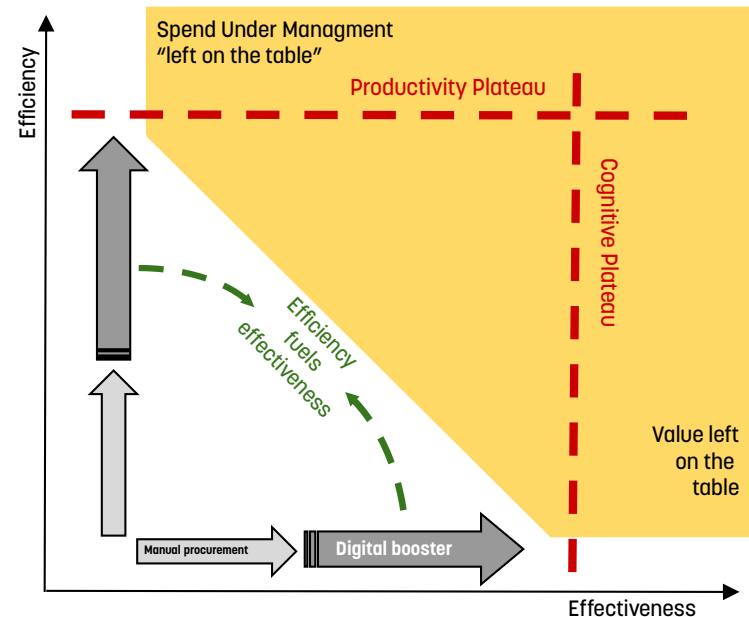 Spend Under Managment
“left on the table”
Productivity Plateau
Efficiency
Cognitive Plateau
Efficiency
fuels
effectiveness
Value left
on the
table
Manual procurement
Digital booster
Effectiveness